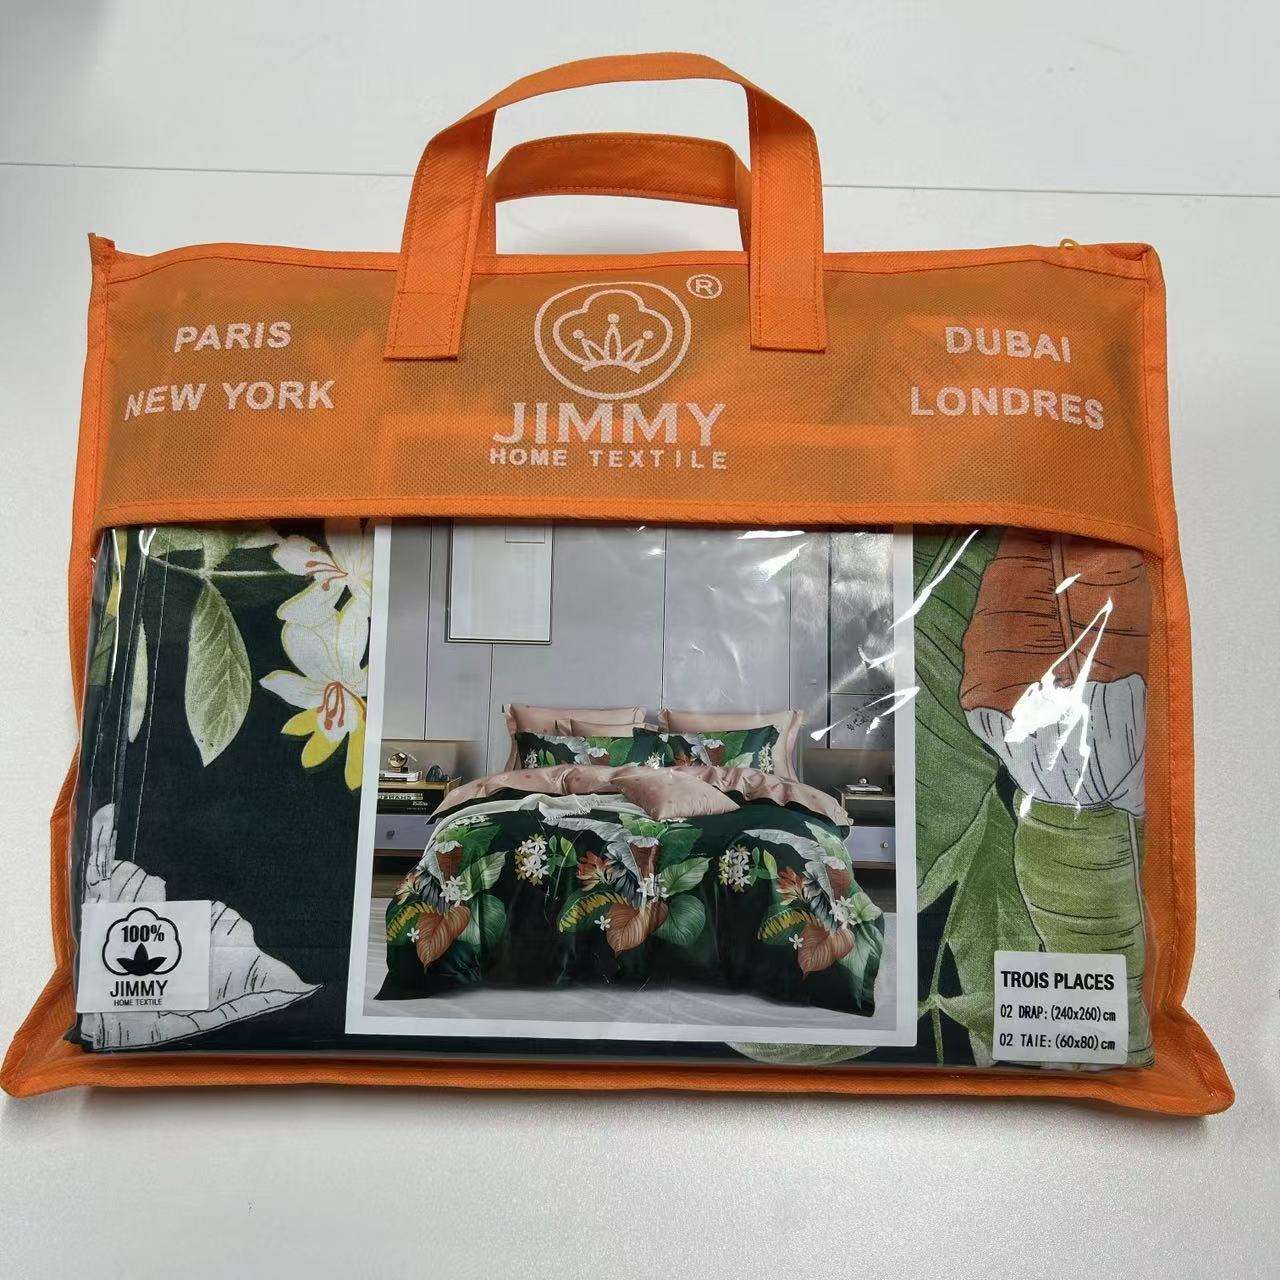 ®
PARIS
NEW YORK
JIMMY
HOME TEXTILE
DUBAI
LONDRES
100%
JIMMY
HOME TEXTILE
TROIS PLACES
02 DRAP: (240x260) cm
02 TAIE: (60x80) cm